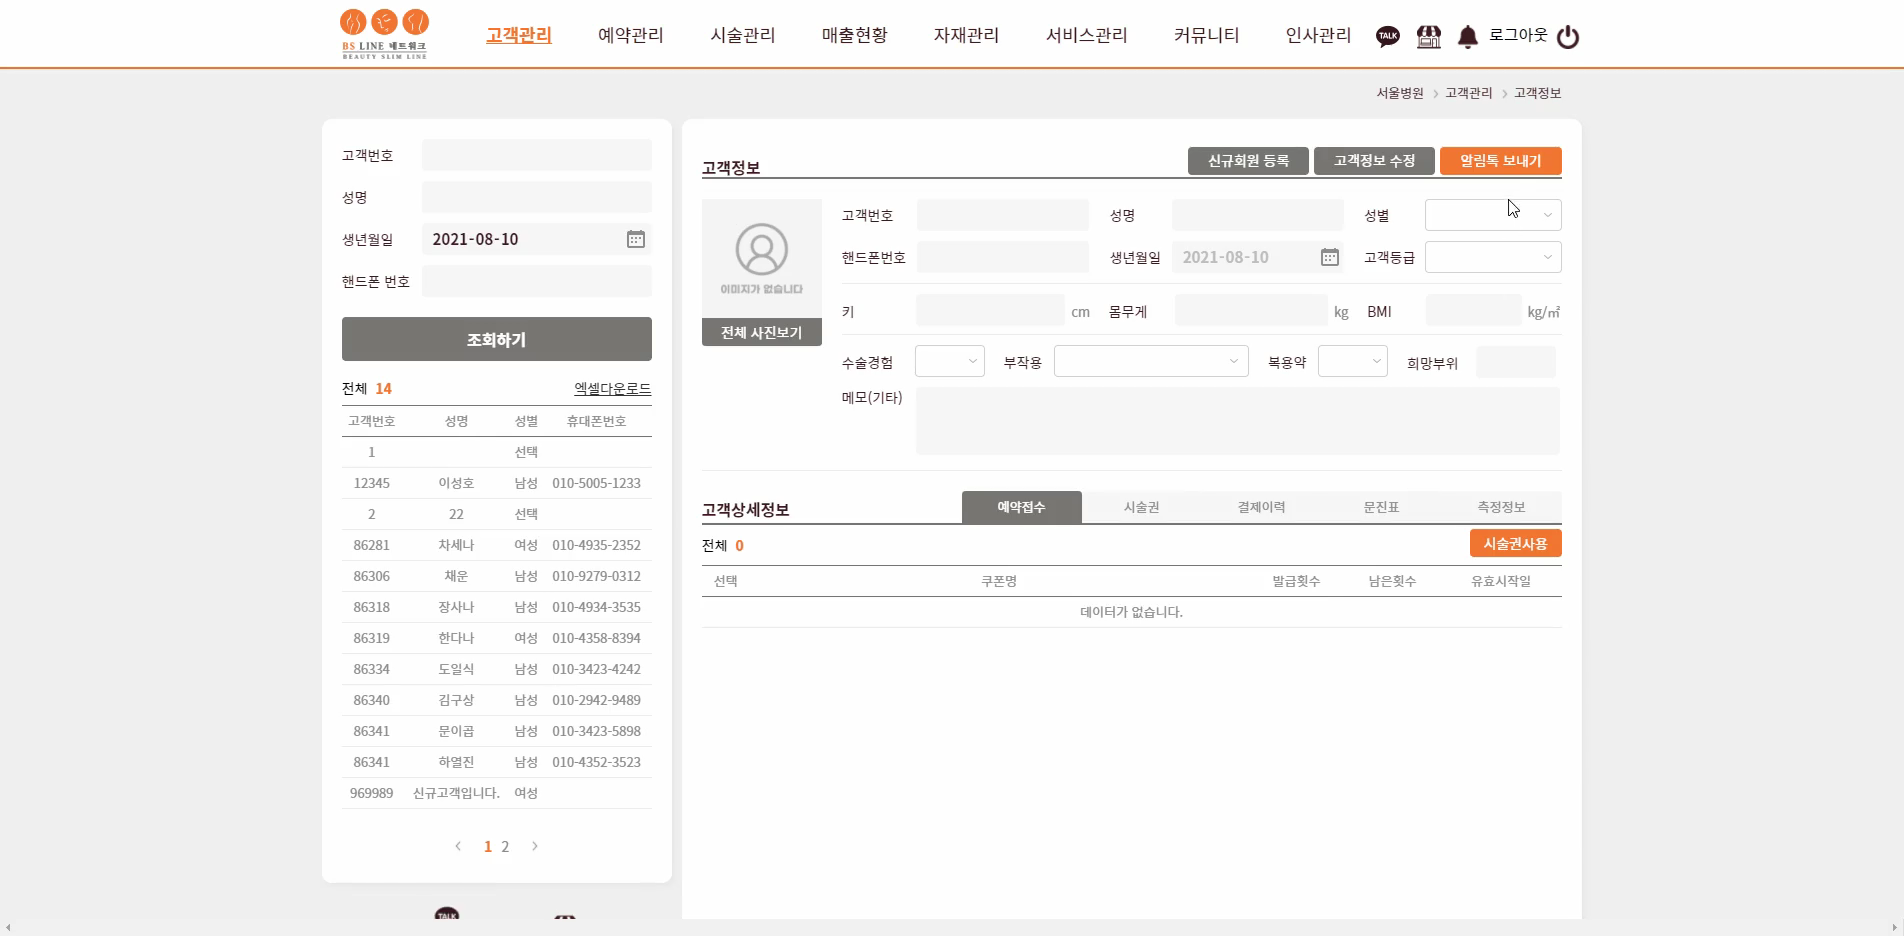 BS LINE 네트워크
BEAUTY SLIM LINE
고객관리 예약관리 시술관리 매출현황 자재관리 서비스관리 커뮤니티 인사관리 TALK 로그아웃
서울병원 > 고객관리 > 고객정보
고객번호
성명
생년월일 2021-08-10
핸드폰 번호
조회하기
전체 14 엑셀다운로드
고객번호 성명 성별 휴대폰번호
1 선택
12345 이성호 남성 010-5005-1233
2 22 선택
86281 차세나 여성 010-4935-2352
86306 채운 남성 010-9279-0312
86318 장사나 남성 010-4934-3535
86319 한다나 여성 010-4358-8394
86334 도일식 남성 010-3423-4242
86340 김구상 남성 010-2942-9489
86341 문이곱 남성 010-3423-5898
86341 하열진 남성 010-4352-3523
969989 신규고객입니다. 여성
< 1 2 >
TALK
고객정보 신규회원 등록 고객정보 수정 알림톡 보내기
이미지가 없습니다
전체 사진보기
고객번호 성명 성별
핸드폰번호 생년월일 2021-08-10 고객등급
키 cm 몸무게 kg BMI kg/㎡
수술경험 부작용 복용약 희망부위
메모(기타)
고객상세정보 예약접수 시술권 결제이력 문진표 측정정보
전체 0 시술권사용
선택 쿠폰명 발급횟수 남은횟수 유효시작일
데이터가 없습니다.